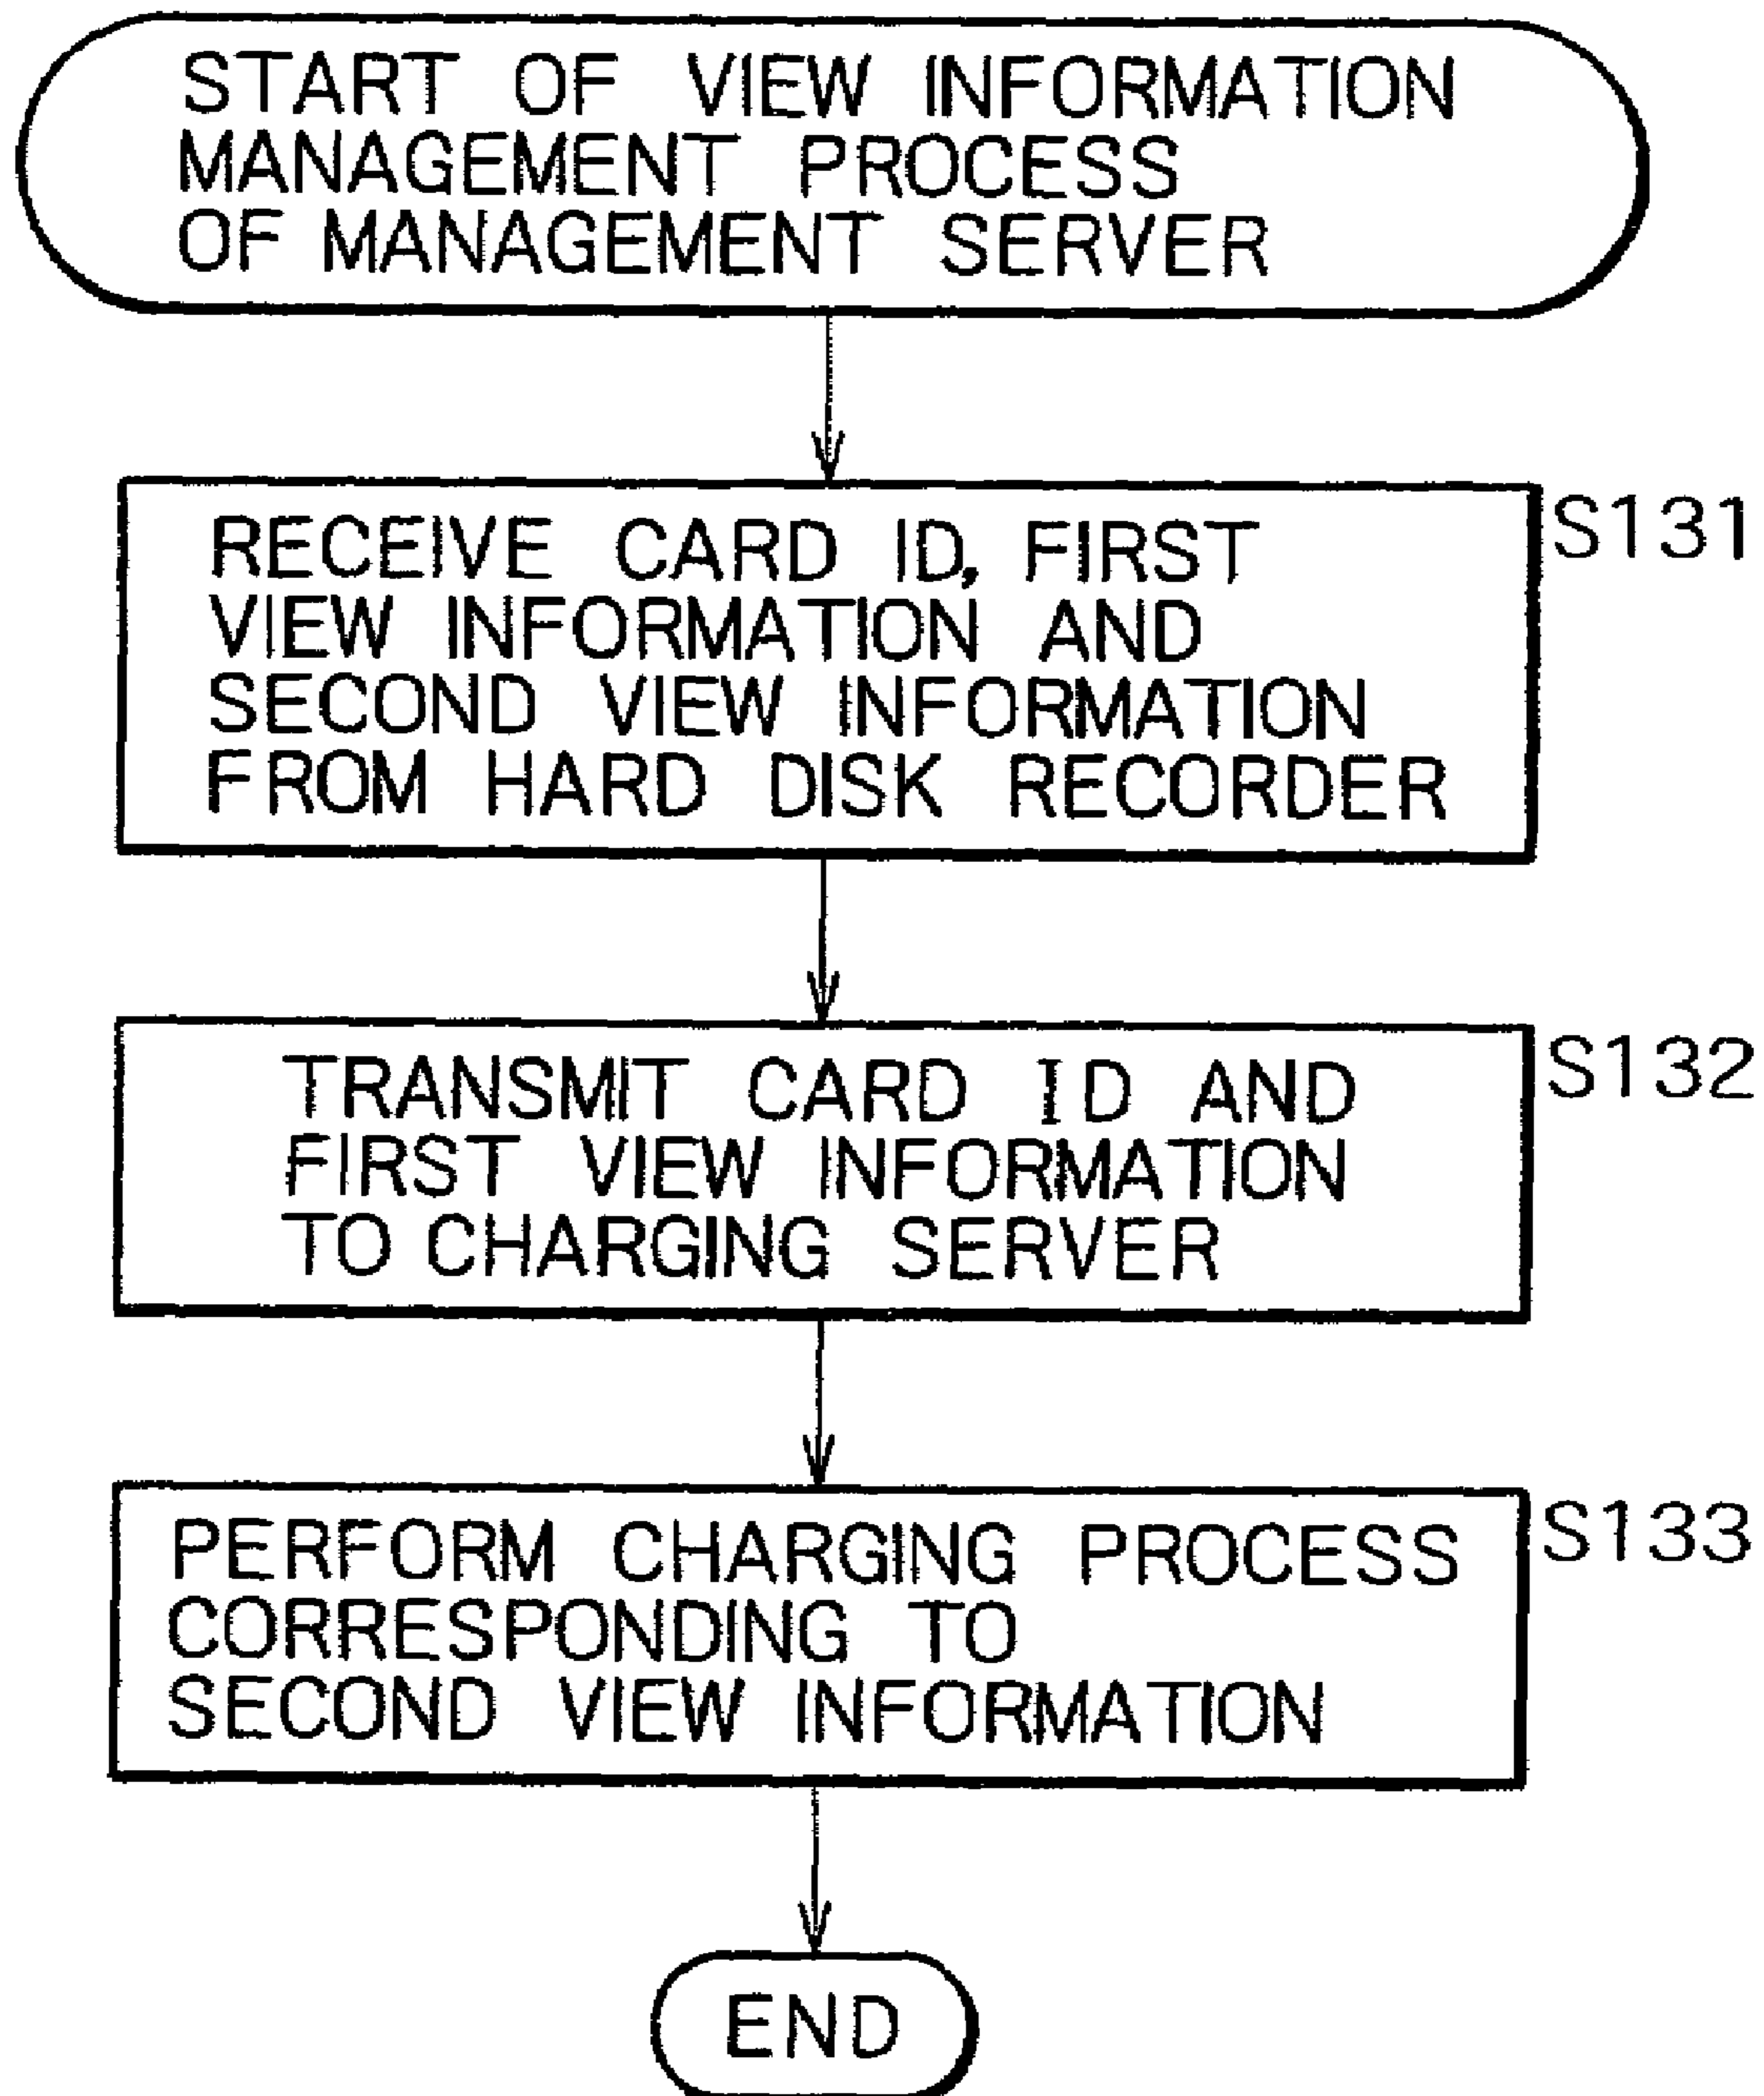 START OF VIEW INFORMATION
MANAGEMENT PROCESS
OF MANAGEMENT SERVER
RECEIVE CARD ID, FIRST
VIEW INFORMATION AND
SECOND VIEW INFORMATION
FROM HARD DISK RECORDER
S131
TRANSMIT CARD ID AND
FIRST VIEW INFORMATION
TO CHARGING SERVER
S132
PERFORM CHARGING PROCESS
CORRESPONDING TO
SECOND VIEW INFORMATION
S133
END